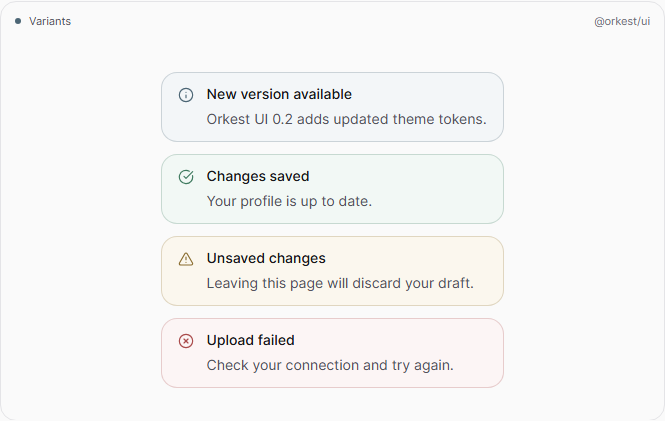 Variants
@orkest/ui
New version available
Orkest UI 0.2 adds updated theme tokens.
Changes saved
Your profile is up to date.
Unsaved changes
Leaving this page will discard your draft.
Upload failed
Check your connection and try again.